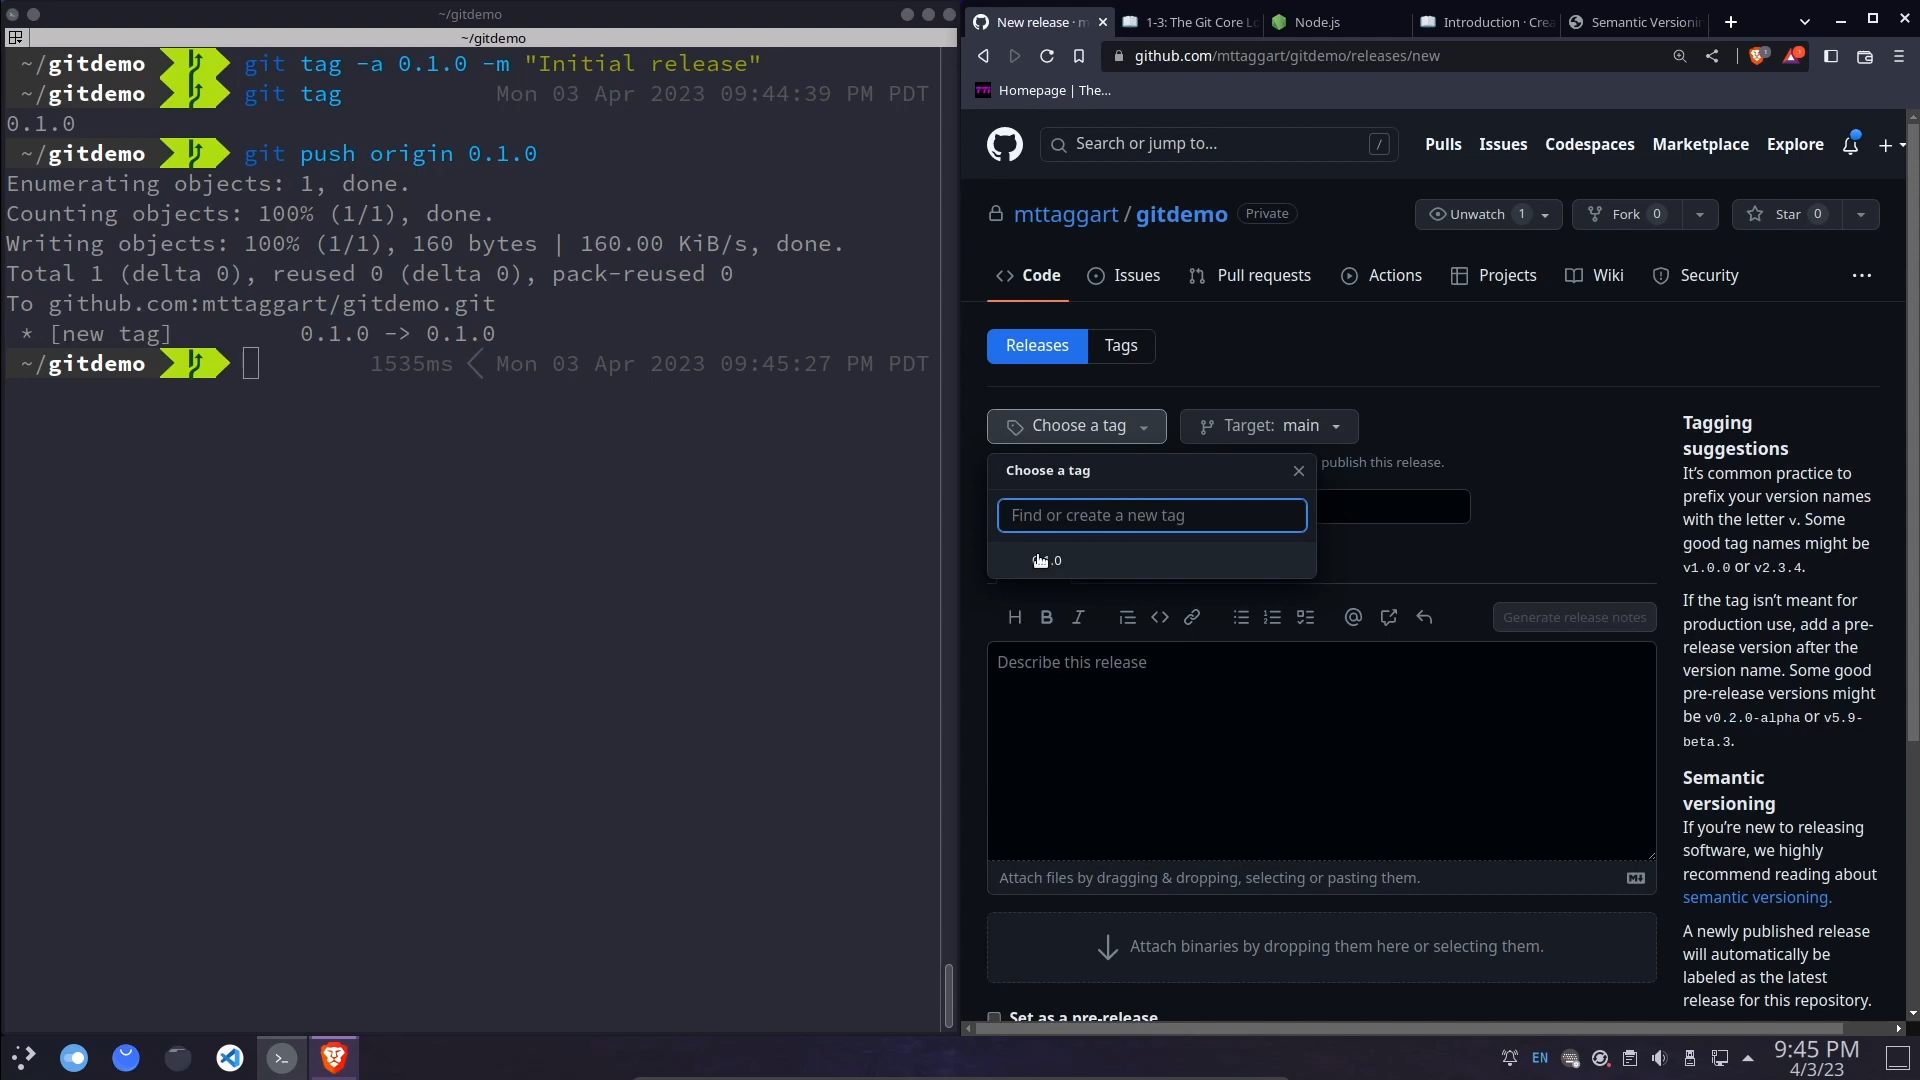 ~/gitdemo
~/gitdemo
~/gitdemo git tag -a 0.1.0 -m "Initial release"
~/gitdemo git tag Mon 03 Apr 2023 09:44:39 PM PDT
0.1.0
~/gitdemo git push origin 0.1.0
Enumerating objects: 1, done.
Counting objects: 100% (1/1), done.
Writing objects: 100% (1/1), 160 bytes | 160.00 KiB/s, done.
Total 1 (delta 0), reused 0 (delta 0), pack-reused 0
To github.com:mttaggart/gitdemo.git
* [new tag] 0.1.0 -> 0.1.0
~/gitdemo 1535ms Mon 03 Apr 2023 09:45:27 PM PDT
New release · m
1-3: The Git Core Lo
Node.js
Introduction · Crea
Semantic Versionin
github.com/mttaggart/gitdemo/releases/new
Homepage | The...
Search or jump to... /
Pulls Issues Codespaces Marketplace Explore
mttaggart / gitdemo Private
Unwatch 1 Fork 0 Star 0
Code Issues Pull requests Actions Projects Wiki Security
Releases Tags
Choose a tag Target: main
Choose a tag
publish this release.
Find or create a new tag
.0
Generate release notes
Describe this release
Attach files by dragging & dropping, selecting or pasting them.
Attach binaries by dropping them here or selecting them.
Set as a pre-release
Tagging
suggestions
It's common practice to
prefix your version names
with the letter v. Some
good tag names might be
v1.0.0 or v2.3.4.
If the tag isn't meant for
production use, add a pre-
release version after the
version name. Some good
pre-release versions might
be v0.2.0-alpha or v5.9-
beta.3.
Semantic
versioning
If you're new to releasing
software, we highly
recommend reading about
semantic versioning.
A newly published release
will automatically be
labeled as the latest
release for this repository.
EN
9:45 PM
4/3/23